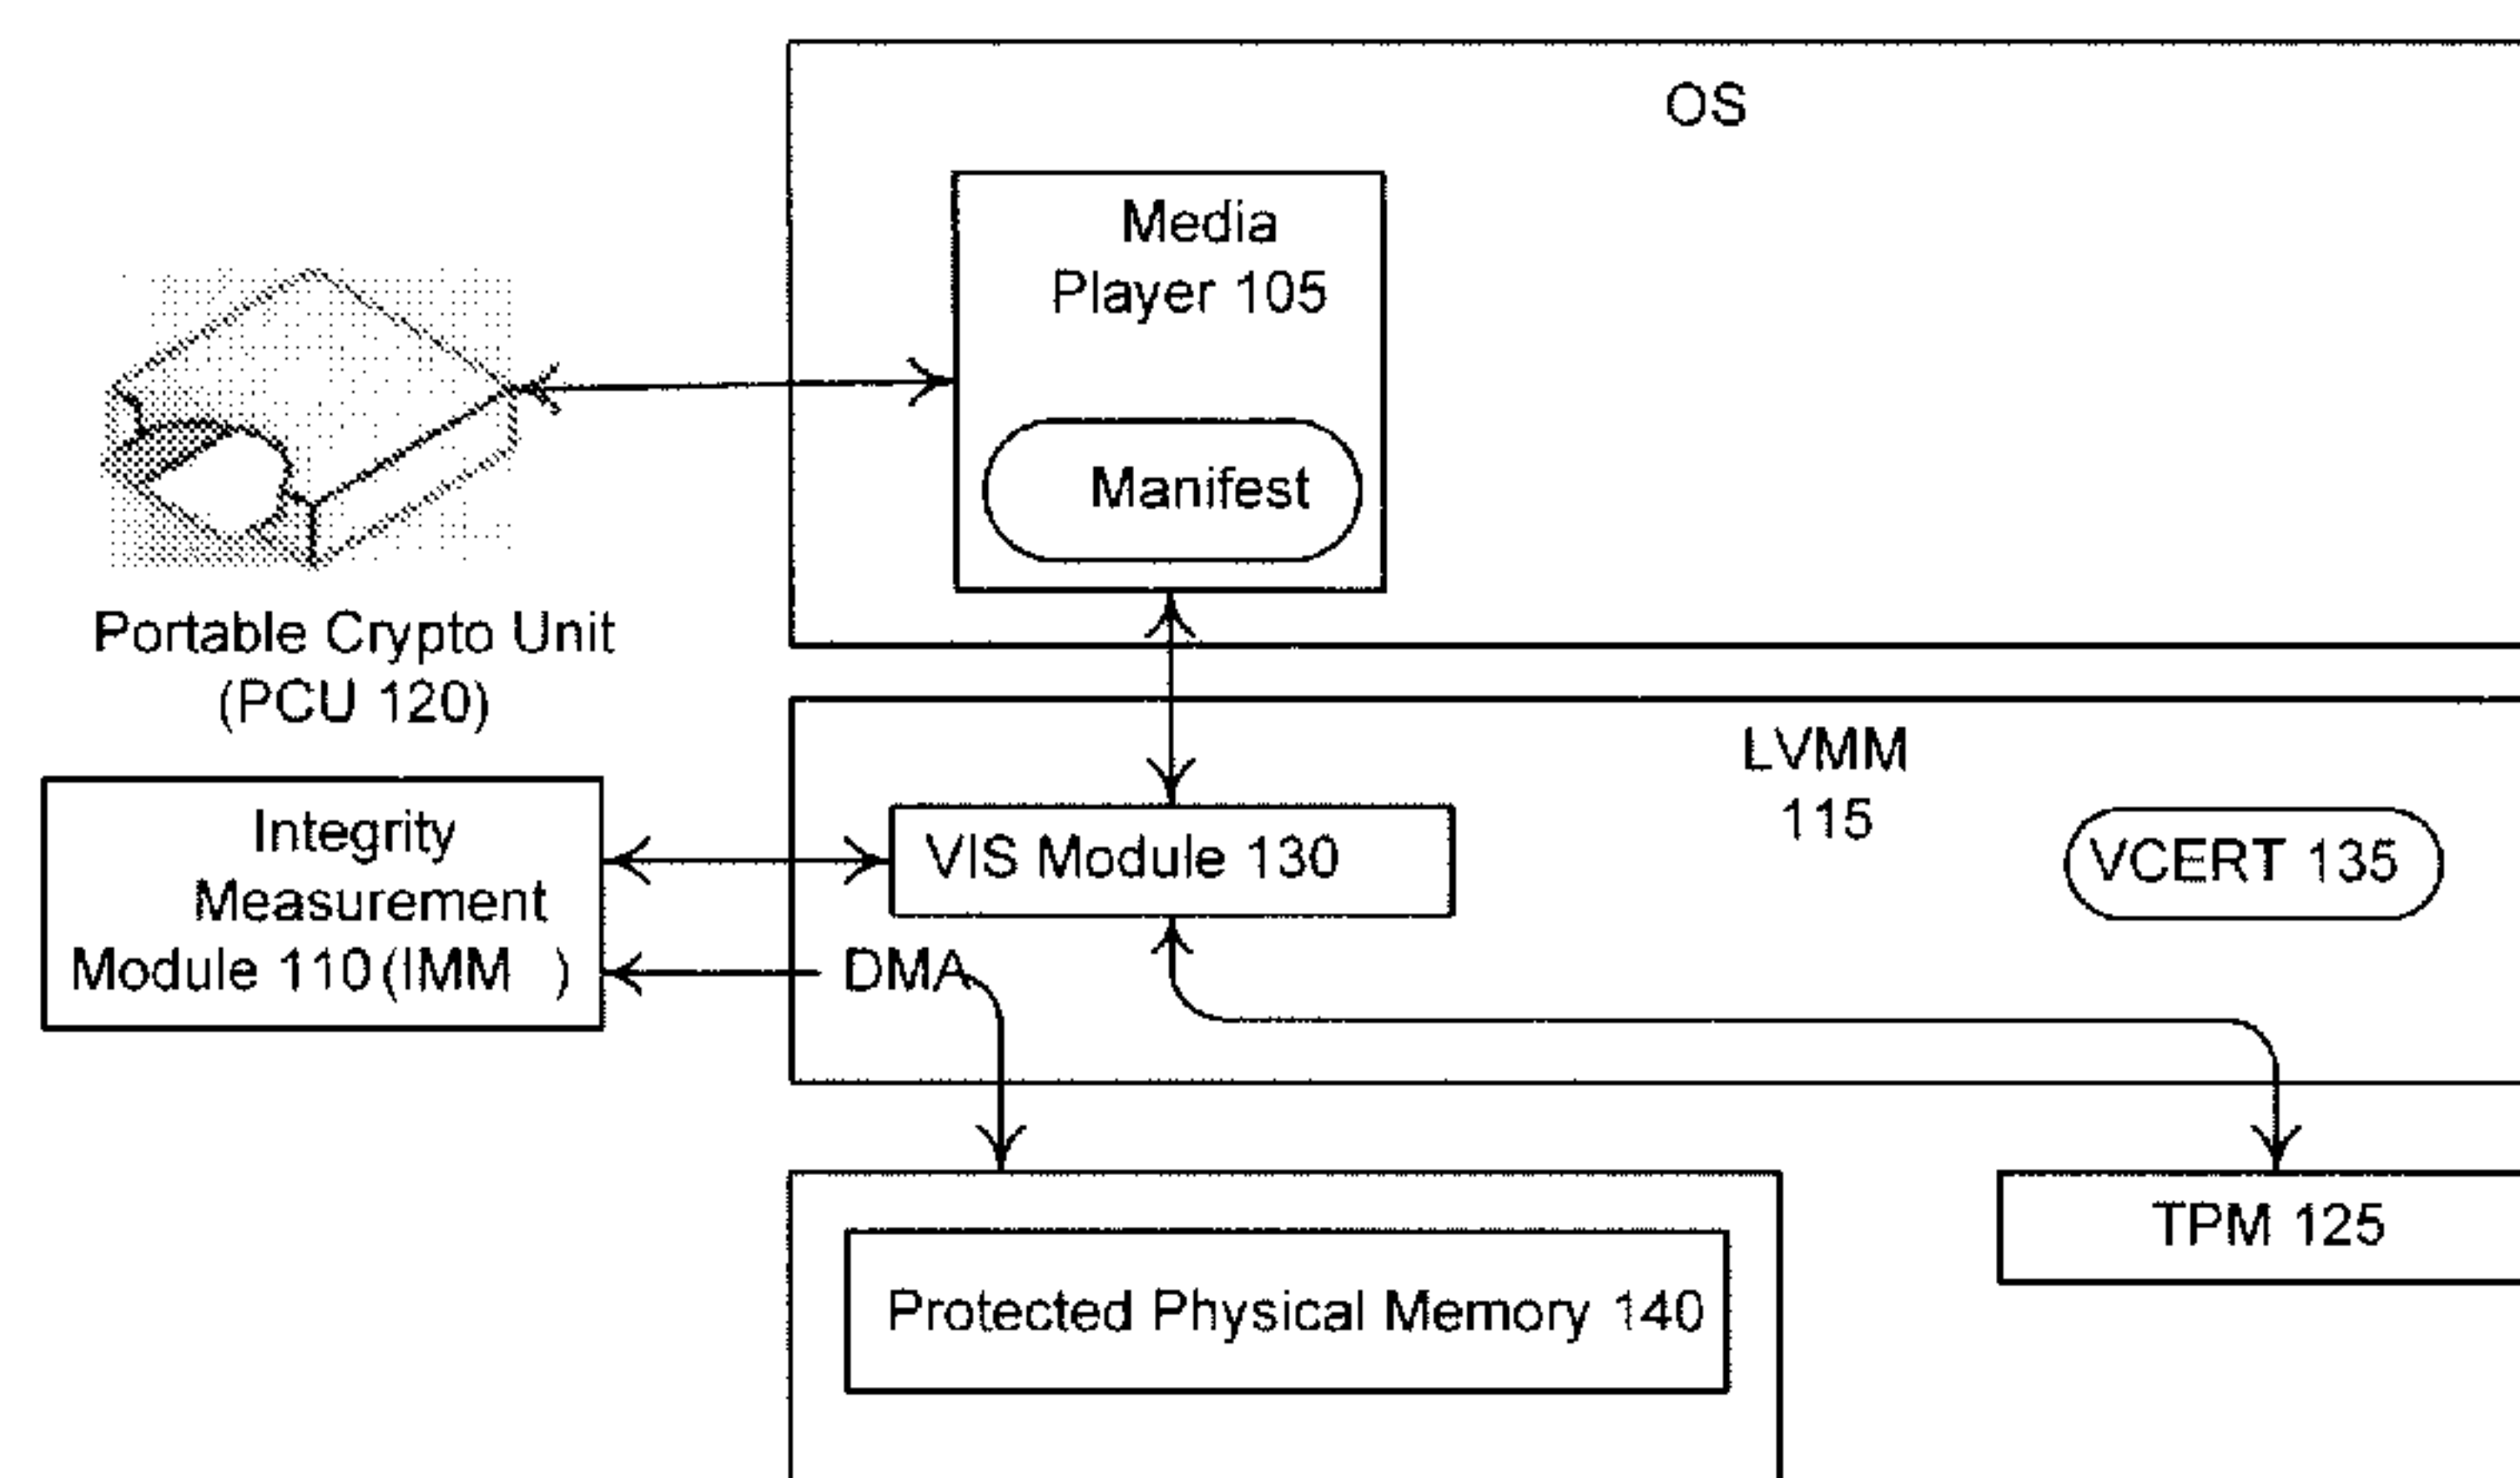 OS
Media
Player 105
Manifest
Portable Crypto Unit
(PCU 120)
LVMM
115
Integrity
Measurement
Module 110 (IMM )
VIS Module 130
VCERT 135
DMA
TPM 125
Protected Physical Memory 140